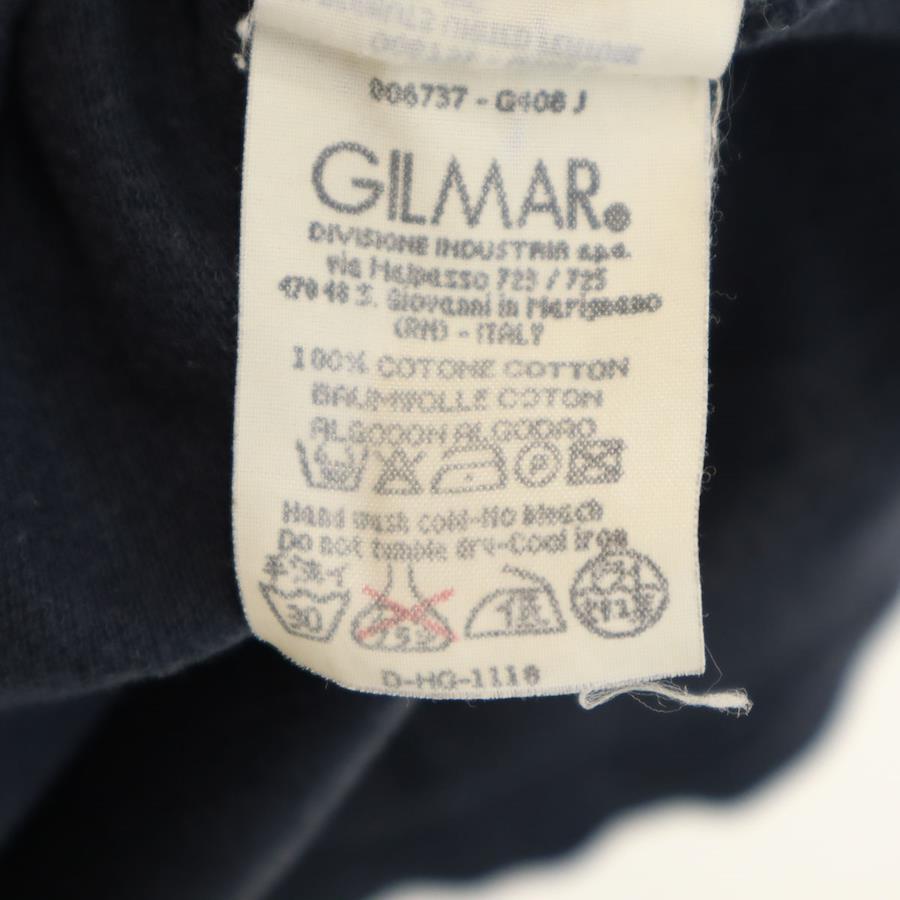 006737 - G408 J
GILMAR
DIVISIONE INDUSTRIA s.p.a.
via Malpasso 723 / 725
47048 S. Giovanni in Marignano
(RN) - ITALY
100% COTONE COTTON
BAUMWOLLE COTON
ALGODON ALGODAO
P
Hand wash cold-No bleach
Do not tumble dry-Cool iron
30
D-HG-1118